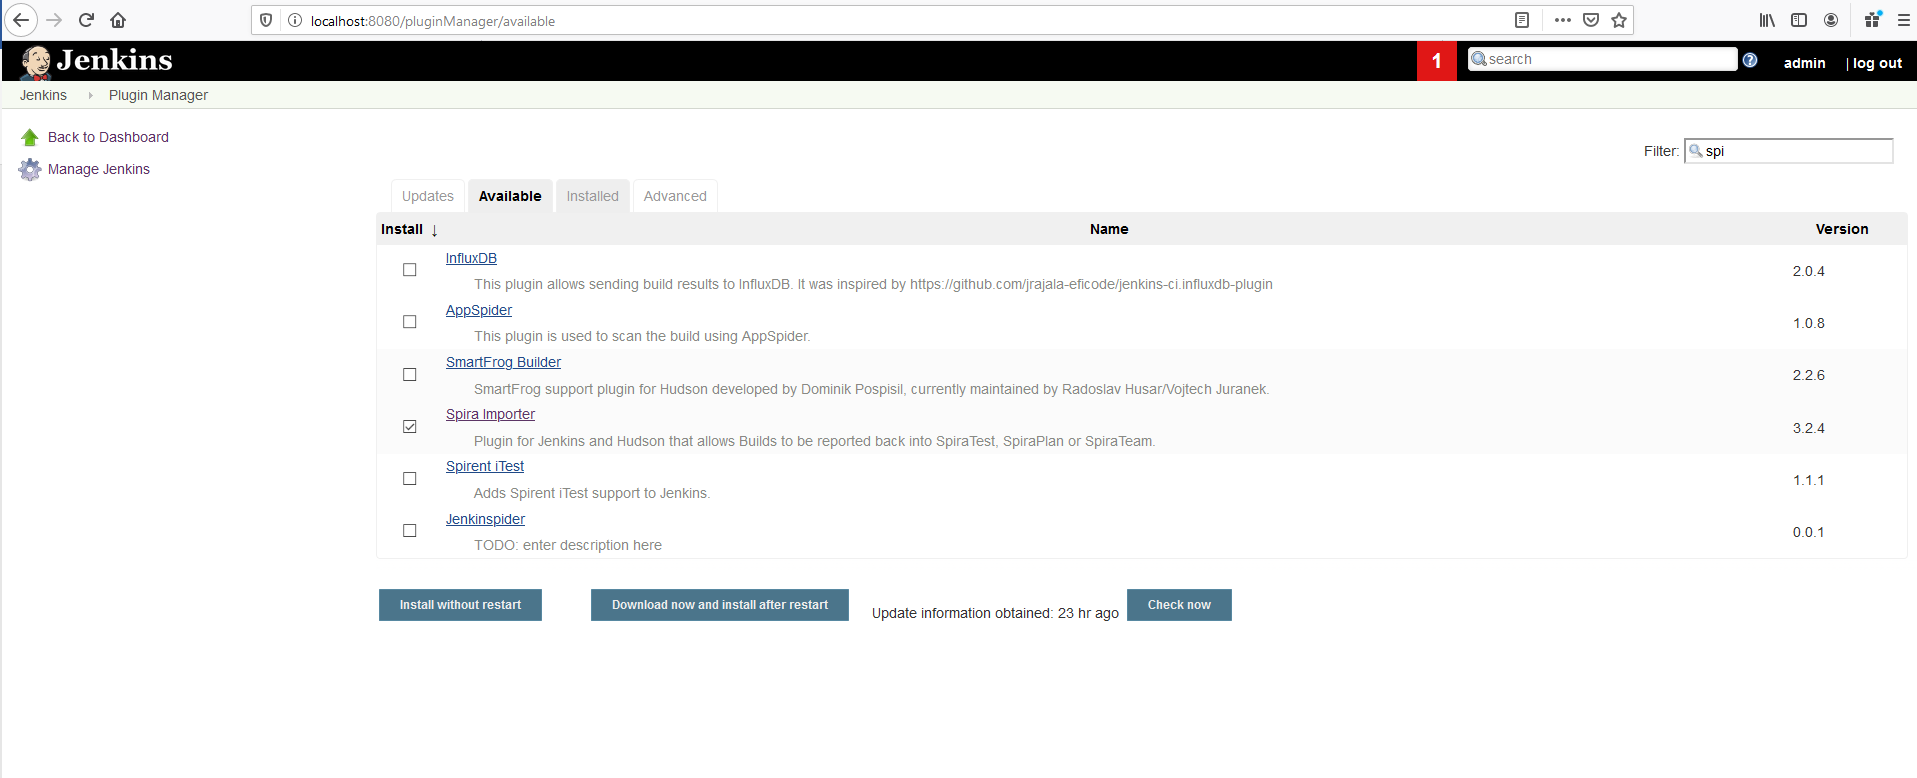 localhost:8080/pluginManager/available
Jenkins
1
search
admin
| log out
Jenkins
Plugin Manager
Back to Dashboard
Manage Jenkins
Filter:
spi
Updates
Available
Installed
Advanced
Install ↓
Name
Version
InfluxDB
This plugin allows sending build results to InfluxDB. It was inspired by https://github.com/jrajala-eficode/jenkins-ci.influxdb-plugin
2.0.4
AppSpider
This plugin is used to scan the build using AppSpider.
1.0.8
SmartFrog Builder
SmartFrog support plugin for Hudson developed by Dominik Pospisil, currently maintained by Radoslav Husar/Vojtech Juranek.
2.2.6
Spira Importer
Plugin for Jenkins and Hudson that allows Builds to be reported back into SpiraTest, SpiraPlan or SpiraTeam.
3.2.4
Spirent iTest
Adds Spirent iTest support to Jenkins.
1.1.1
Jenkinspider
TODO: enter description here
0.0.1
Install without restart
Download now and install after restart
Update information obtained: 23 hr ago
Check now